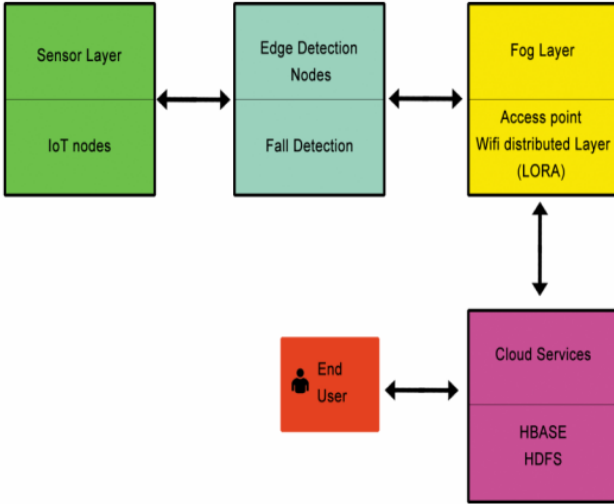 Sensor Layer
IoT nodes
Edge Detection
Nodes
Fall Detection
Fog Layer
Access point
Wifi distributed Layer
(LORA)
Cloud Services
HBASE
HDFS
End
User